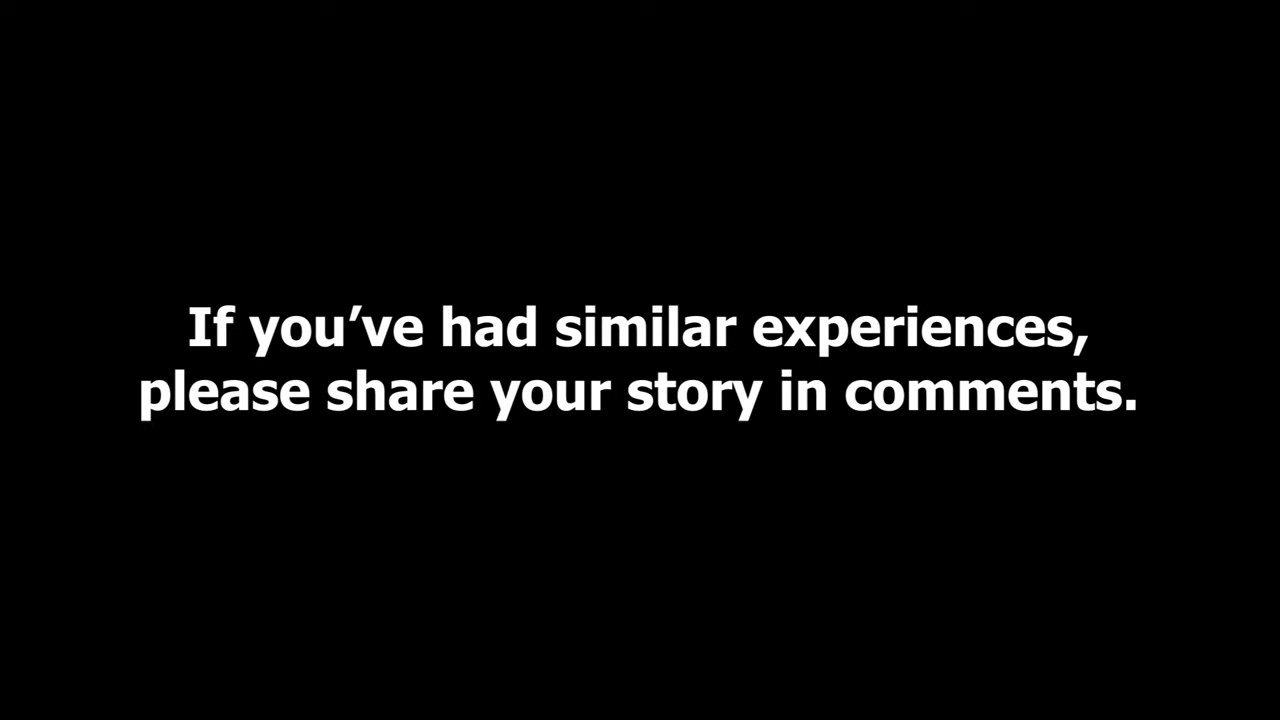 If you’ve had similar experiences,
please share your story in comments.